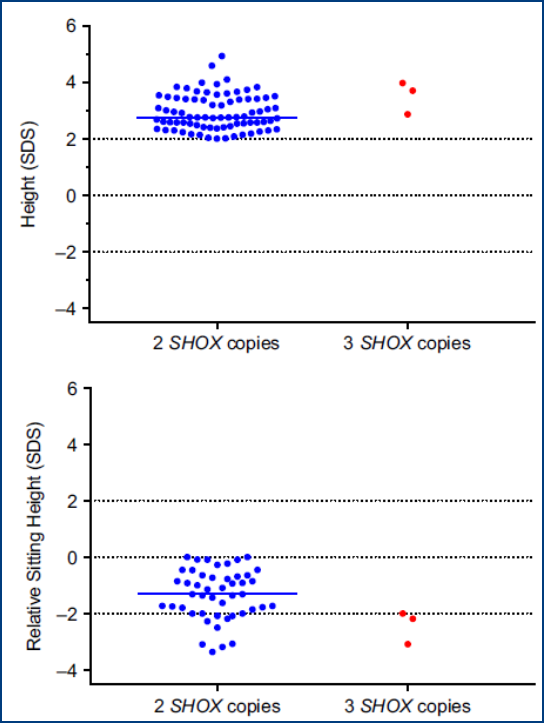 6
4
2
0
–2
–4
Height (SDS)
2 SHOX copies
3 SHOX copies
6
4
2
0
–2
–4
Relative Sitting Height (SDS)
2 SHOX copies
3 SHOX copies